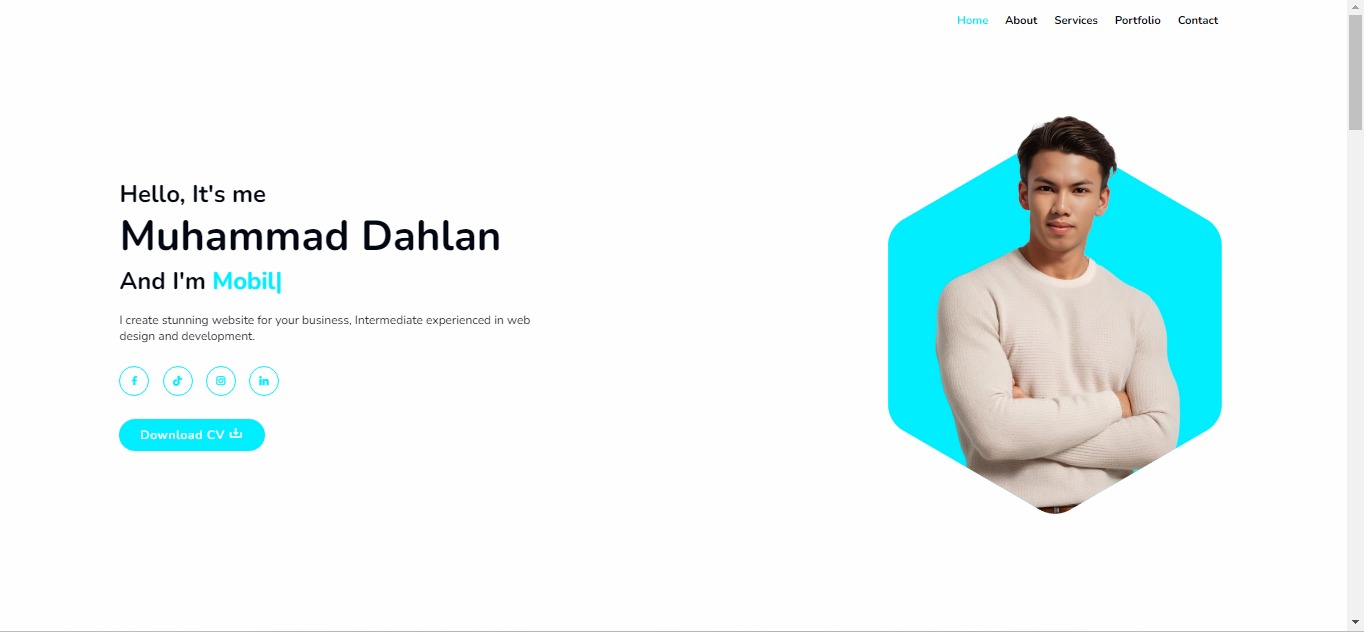 Home About Services Portfolio Contact
Hello, It's me
Muhammad Dahlan
And I'm Mobil|
I create stunning website for your business, Intermediate experienced in web
design and development.
Download CV